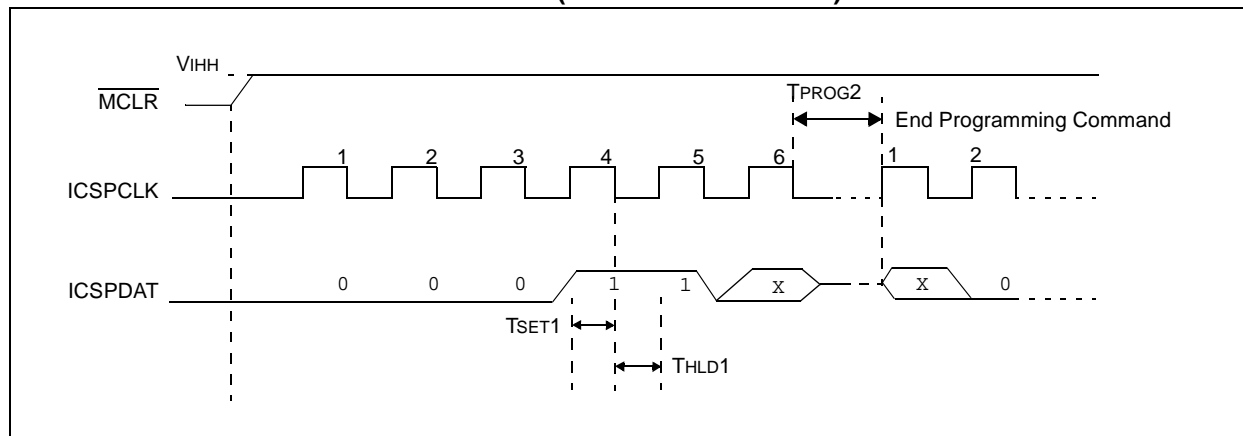 VIHH
MCLR
TPROG2
End Programming Command
1 2 3 4 5 6 1 2
ICSPCLK
ICSPDAT
0 0 0 1 1 x x 0
TSET1
THLD1